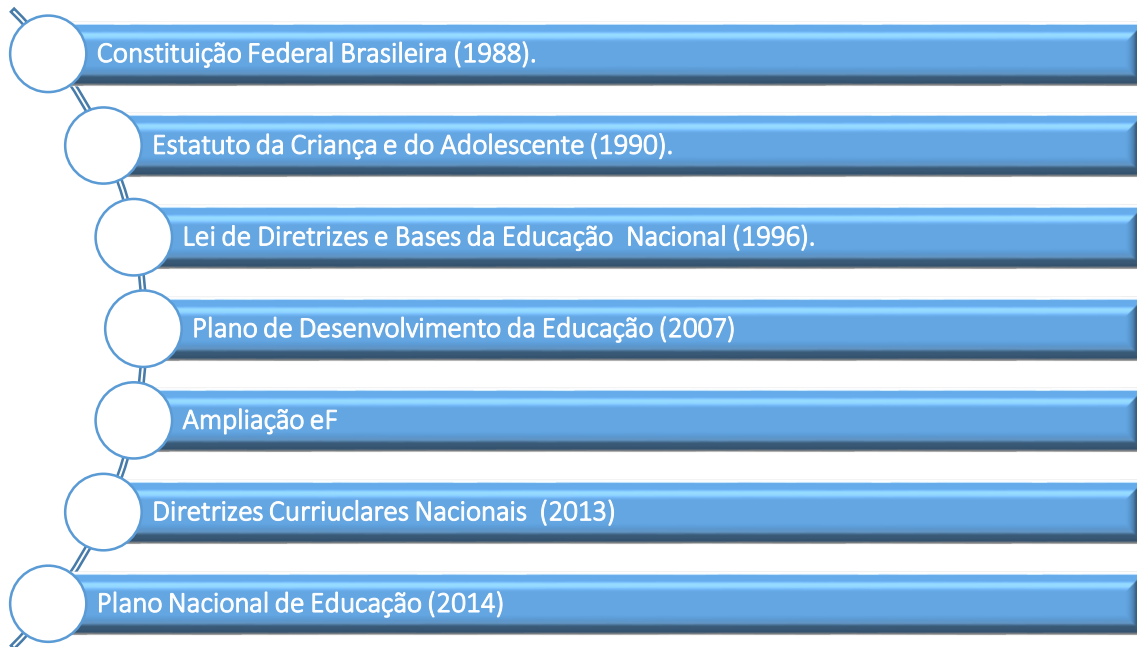 Constituição Federal Brasileira (1988).
Estatuto da Criança e do Adolescente (1990).
Lei de Diretrizes e Bases da Educação  Nacional (1996).
Plano de Desenvolvimento da Educação (2007)
Ampliação eF
Diretrizes Curriuclares Nacionais  (2013)
Plano Nacional de Educação (2014)